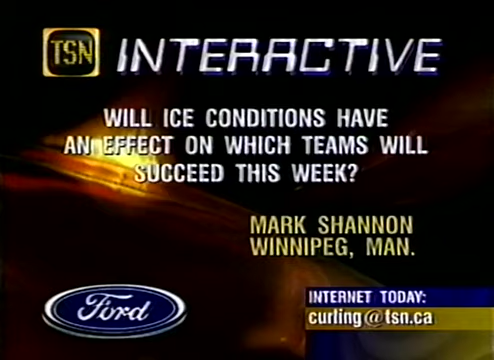 TSN INTERACTIVE
WILL ICE CONDITIONS HAVE
AN EFFECT ON WHICH TEAMS WILL
SUCCEED THIS WEEK?
MARK SHANNON
WINNIPEG, MAN.
Ford
INTERNET TODAY:
curling@tsn.ca